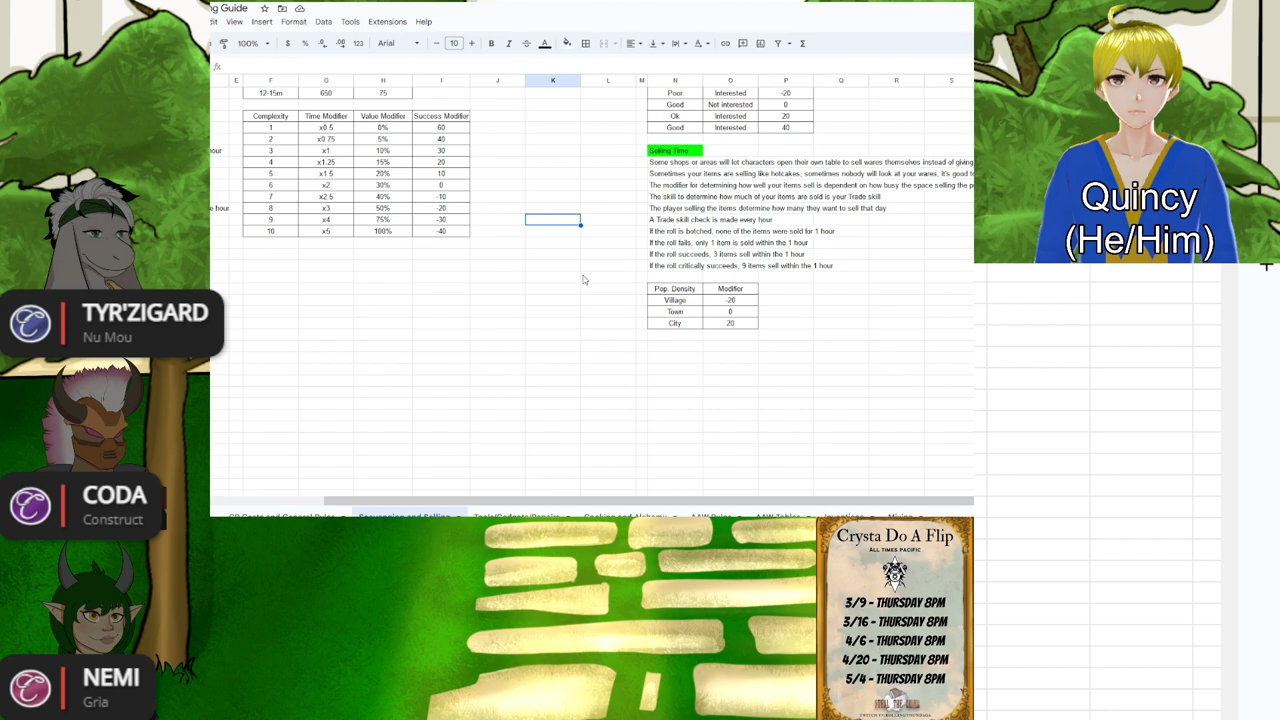 ng Guide
dit View Insert Format Data Tools Extensions Help
100% $ % .0 .00 123 Arial 10 B I A
fx
E F G H I J K L M N O P Q R S
12-15m 650 75
Complexity Time Modifier Value Modifier Success Modifier
1 x0.5 0% 60
2 x0.75 5% 40
3 x1 10% 30
4 x1.25 15% 20
5 x1.5 20% 10
6 x2 30% 0
7 x2.5 40% -10
8 x3 50% -20
9 x4 75% -30
10 x5 100% -40
our
o hour
Poor Interested -20
Good Not interested 0
Ok Interested 20
Good Interested 40
Selling Time
Some shops or areas will let characters open their own table to sell wares themselves instead of giving
Sometimes your items are selling like hotcakes, sometimes nobody will look at your wares, it's good to
The modifier for determining how well your items sell is dependent on how busy the space selling the p
The skill to determine how much of your items are sold is your Trade skill
The player selling the items determine how many they want to sell that day
A Trade skill check is made every hour
If the roll is botched, none of the items were sold for 1 hour
If the roll fails, only 1 item is sold within the 1 hour
If the roll succeeds, 3 items sell within the 1 hour
If the roll critically succeeds, 9 items sell within the 1 hour
Pop. Density Modifier
Village -20
Town 0
City 20
Quincy
(He/Him)
TYR'ZIGARD
Nu Mou
CODA
Construct
NEMI
Gria
Crysta Do A Flip
ALL TIMES PACIFIC
3/9 - THURSDAY 8PM
3/16 - THURSDAY 8PM
4/6 - THURSDAY 8PM
4/20 - THURSDAY 8PM
5/4 - THURSDAY 8PM